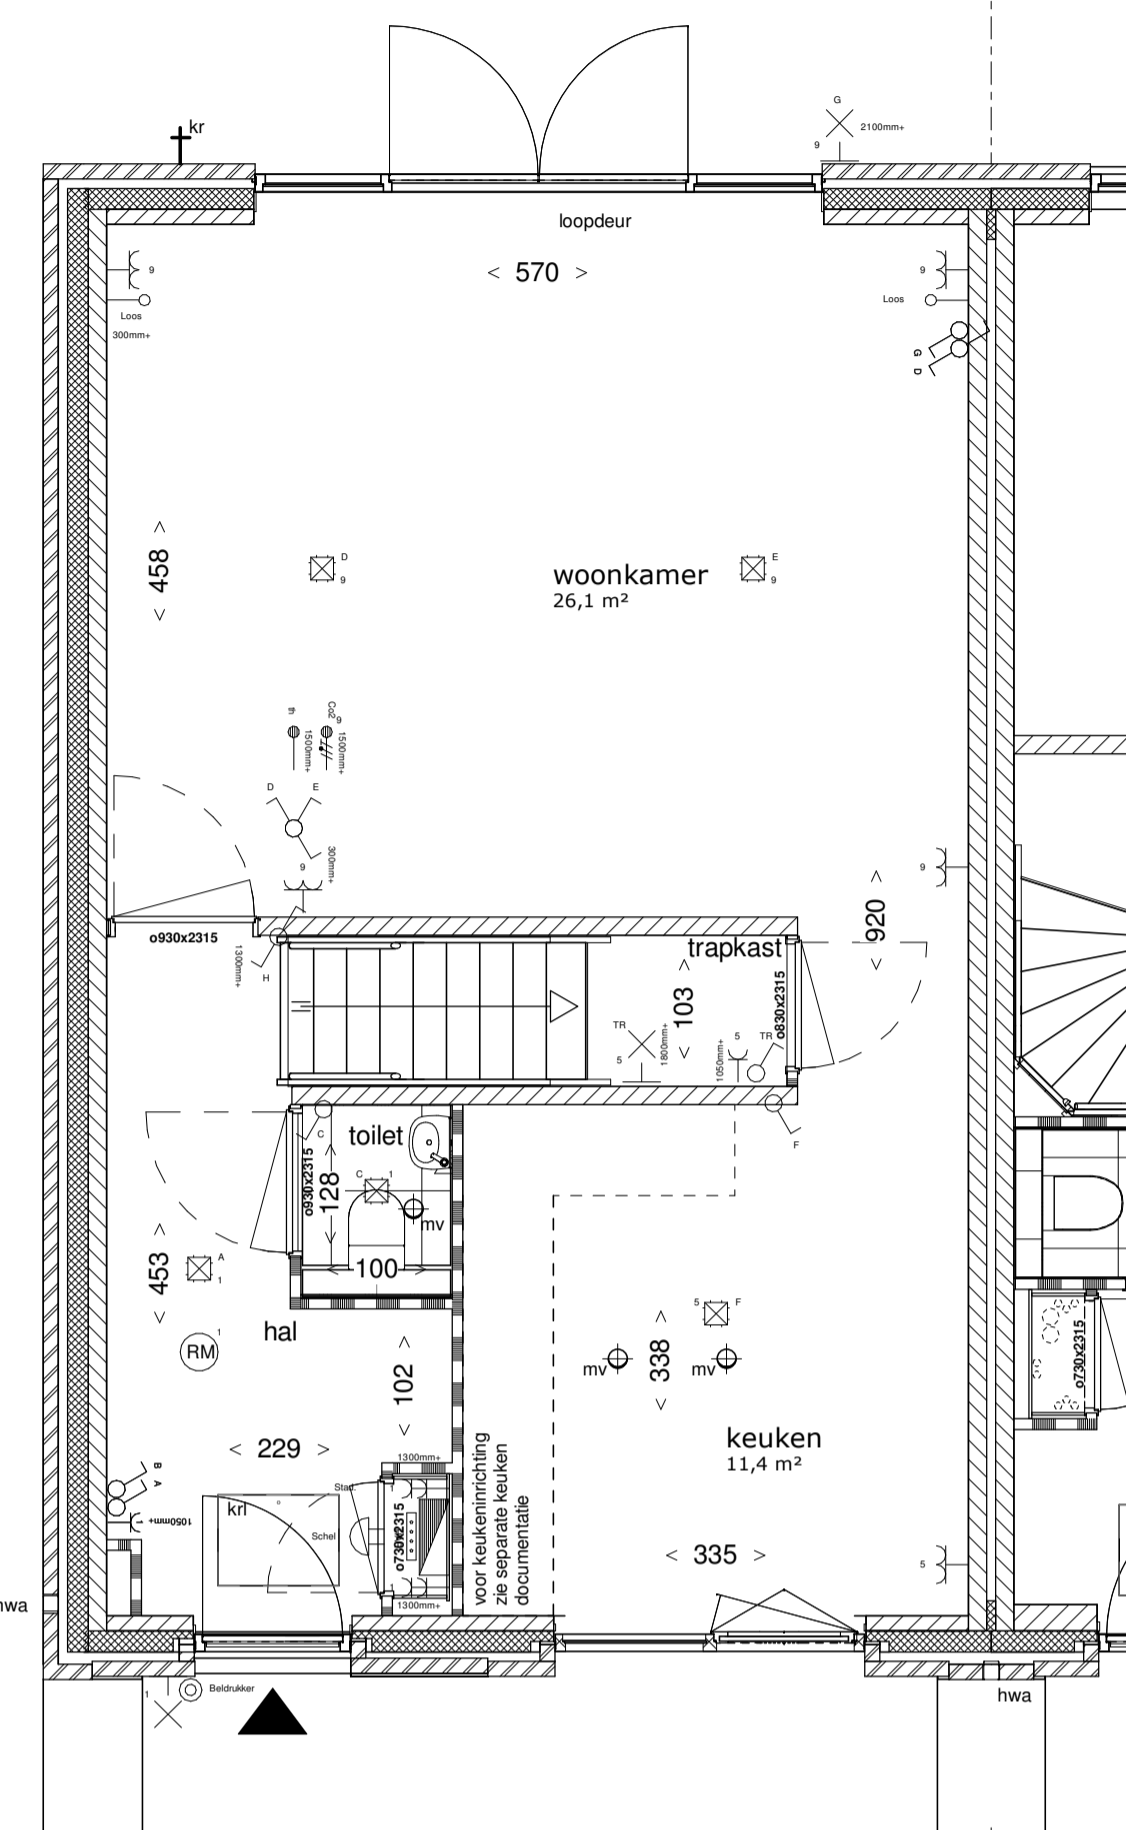 kr
G
2100mm+
9
loopdeur
< 570 >
9
Loos
300mm+
9
Loos
G
D
< 458 >
D
9
woonkamer
26,1 m²
E
9
th
1500mm+
Co2
9
1500mm+
D
E
300mm+
9
9
< 920 >
o930x2315
1300mm+
H
trapkast
< 103 >
o830x2315
TR
5
1800mm+
5
1050mm+
TR
C
toilet
F
o930x2315
< 128 >
C
1
mv
< 100 >
< 453 >
A
1
hal
RM
1
5
F
mv
mv
< 338 >
< 102 >
o730x2315
keuken
11,4 m²
< 229 >
voor keukeninrichting
zie separate keuken
documentatie
B
A
1
1050mm+
krl
1300mm+
Schel
o730x2315
1300mm+
< 335 >
5
hwa
1
Beldrukker
hwa